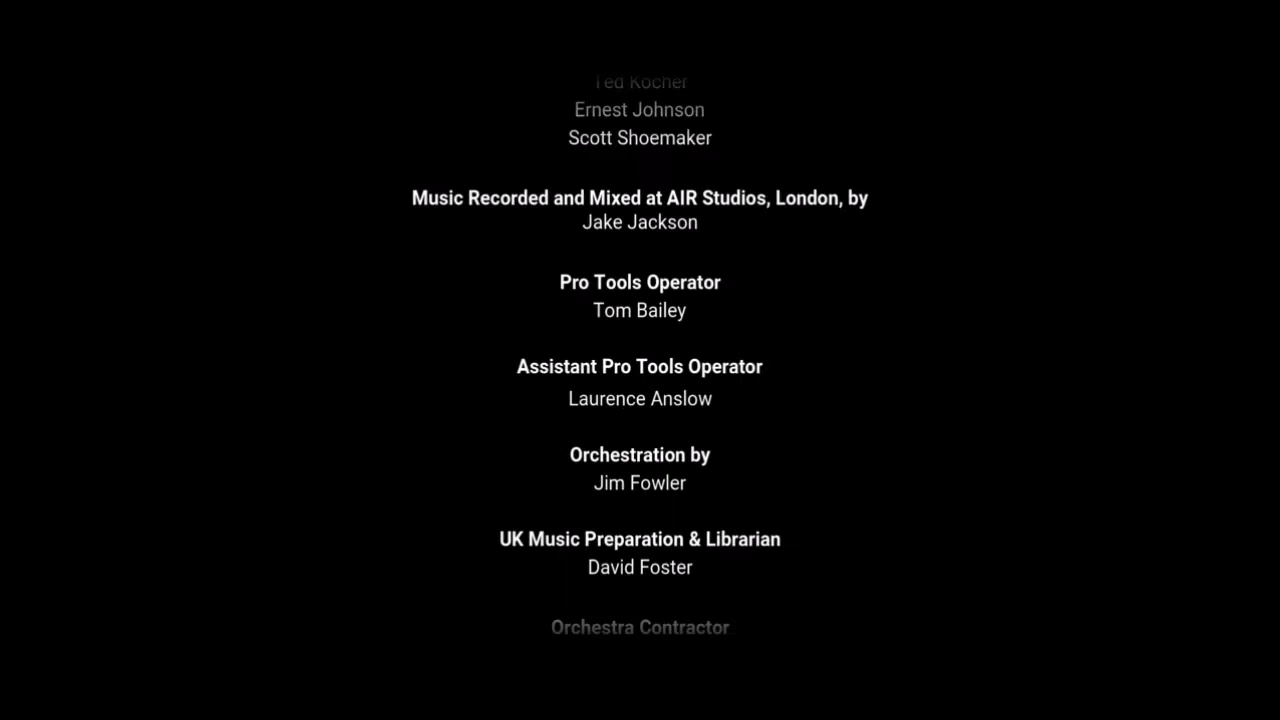 Ted Kocher
Ernest Johnson
Scott Shoemaker
Music Recorded and Mixed at AIR Studios, London, by
Jake Jackson
Pro Tools Operator
Tom Bailey
Assistant Pro Tools Operator
Laurence Anslow
Orchestration by
Jim Fowler
UK Music Preparation & Librarian
David Foster
Orchestra Contractor